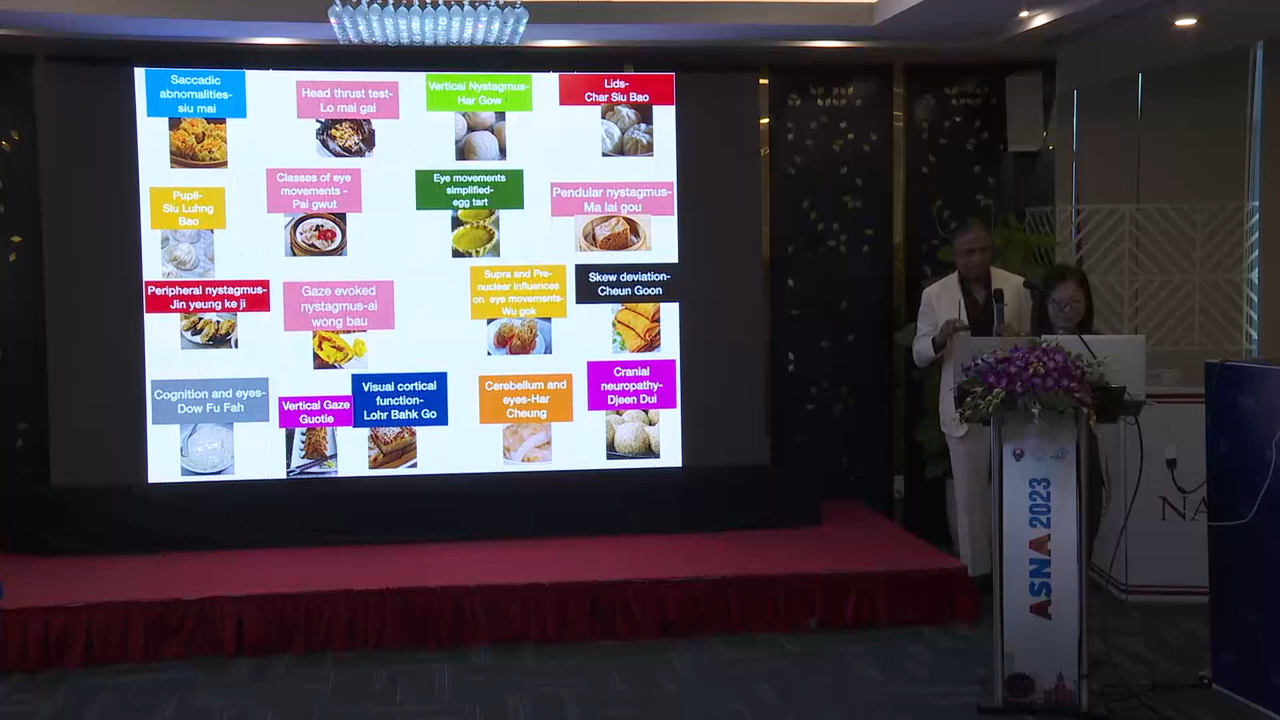 Saccadic
abnomalities-
siu mai
Head thrust test-
Lo mai gai
Vertical Nystagmus-
Har Gow
Lids-
Char Siu Bao
Pupil-
Siu Luhng
Bao
Classes of eye
movements -
Pai gwut
Eye movements
simplified-
egg tart
Pendular nystagmus-
Ma lai gou
Peripheral nystagmus-
Jin yeung ke ji
Gaze evoked
nystagmus-ai
wong bau
Supra and Pre-
nuclear influences
on eye movements-
Wu gok
Skew deviation-
Cheun Goon
Cognition and eyes-
Dow Fu Fah
Vertical Gaze
Guotie
Visual cortical
function-
Lohr Bahk Go
Cerebellum and
eyes-Har
Cheung
Cranial
neuropathy-
Djeen Dui
ASNA 2023
NA